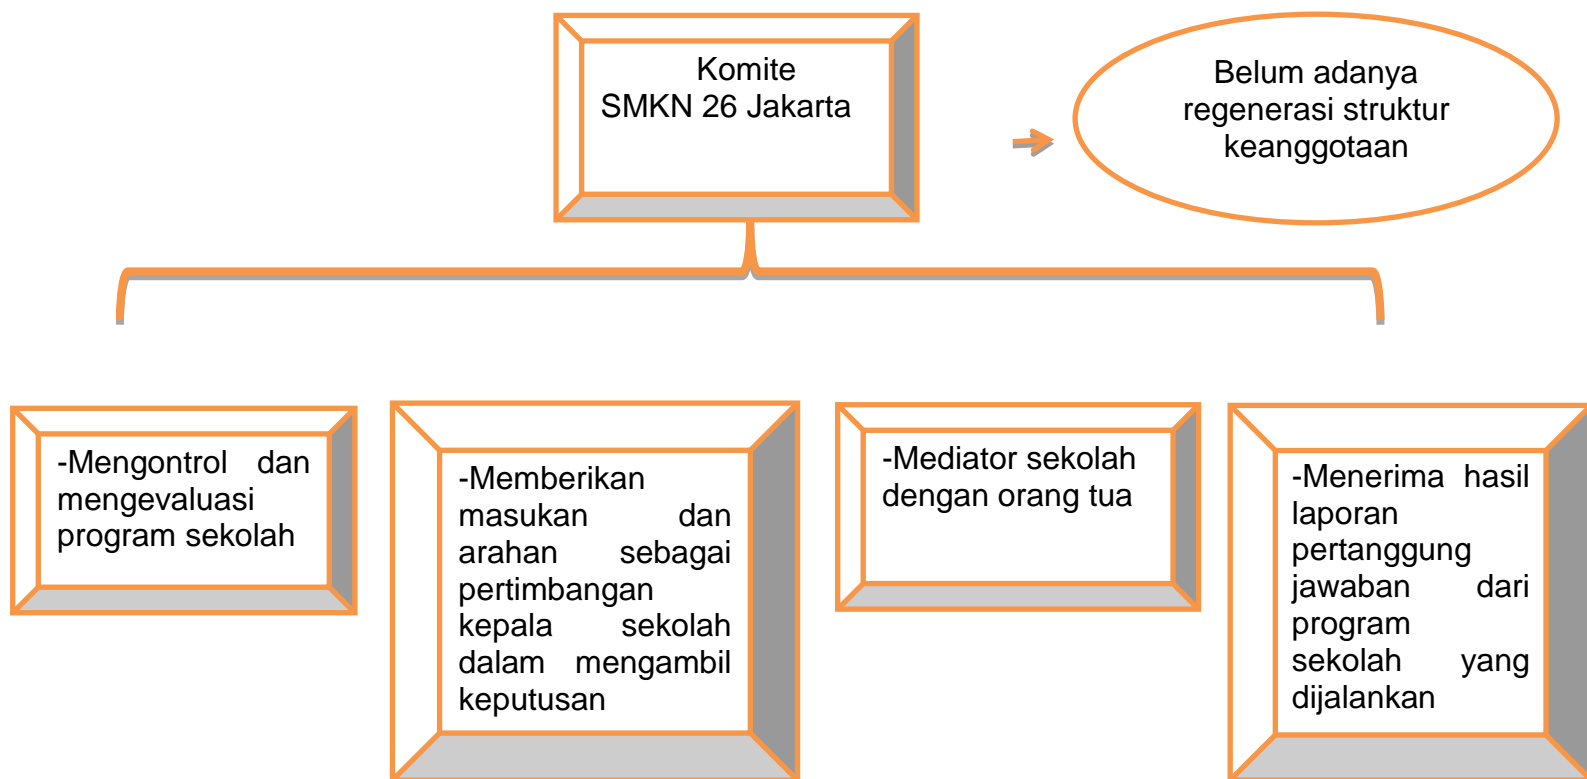 Komite
SMKN 26 Jakarta
Belum adanya
regenerasi struktur
keanggotaan
-Mengontrol dan
mengevaluasi
program sekolah
-Memberikan
masukan dan
arahan sebagai
pertimbangan
kepala sekolah
dalam mengambil
keputusan
-Mediator sekolah
dengan orang tua
-Menerima hasil
laporan
pertanggung
jawaban dari
program
sekolah yang
dijalankan